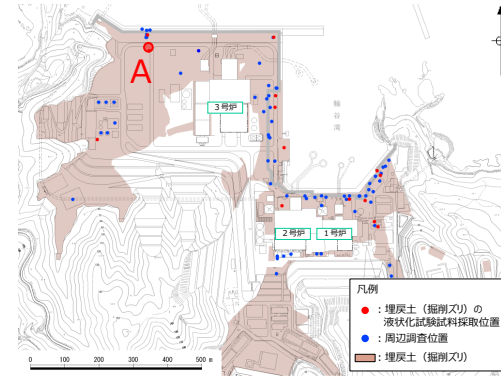 A
3号炉
輪谷湾
2号炉
1号炉
凡例
：埋戻土（掘削ズリ）の
液状化試験試料採取位置
：周辺調査位置
：埋戻土（掘削ズリ）
0 100 200 300 400 500 m